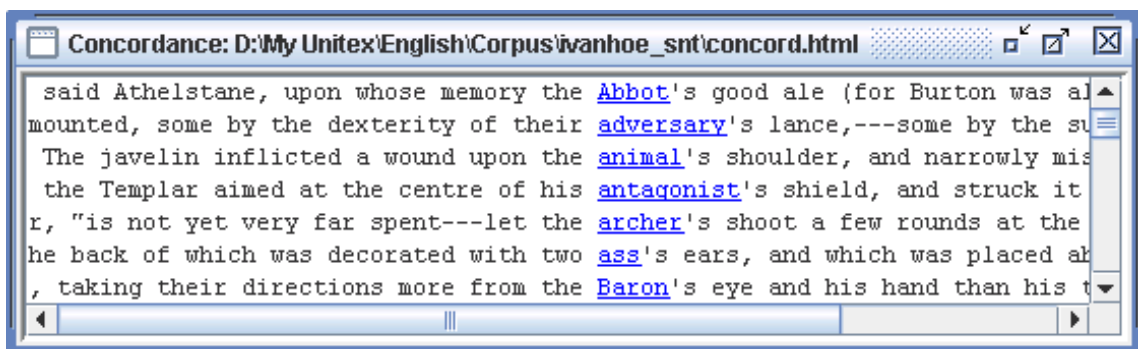 Concordance: D:\My Unitex\English\Corpus\ivanhoe_snt\concord.html
said Athelstane, upon whose memory the Abbot's good ale (for Burton was al
mounted, some by the dexterity of their adversary's lance,---some by the su
The javelin inflicted a wound upon the animal's shoulder, and narrowly mis
the Templar aimed at the centre of his antagonist's shield, and struck it
r, "is not yet very far spent---let the archer's shoot a few rounds at the
he back of which was decorated with two ass's ears, and which was placed ab
, taking their directions more from the Baron's eye and his hand than his t